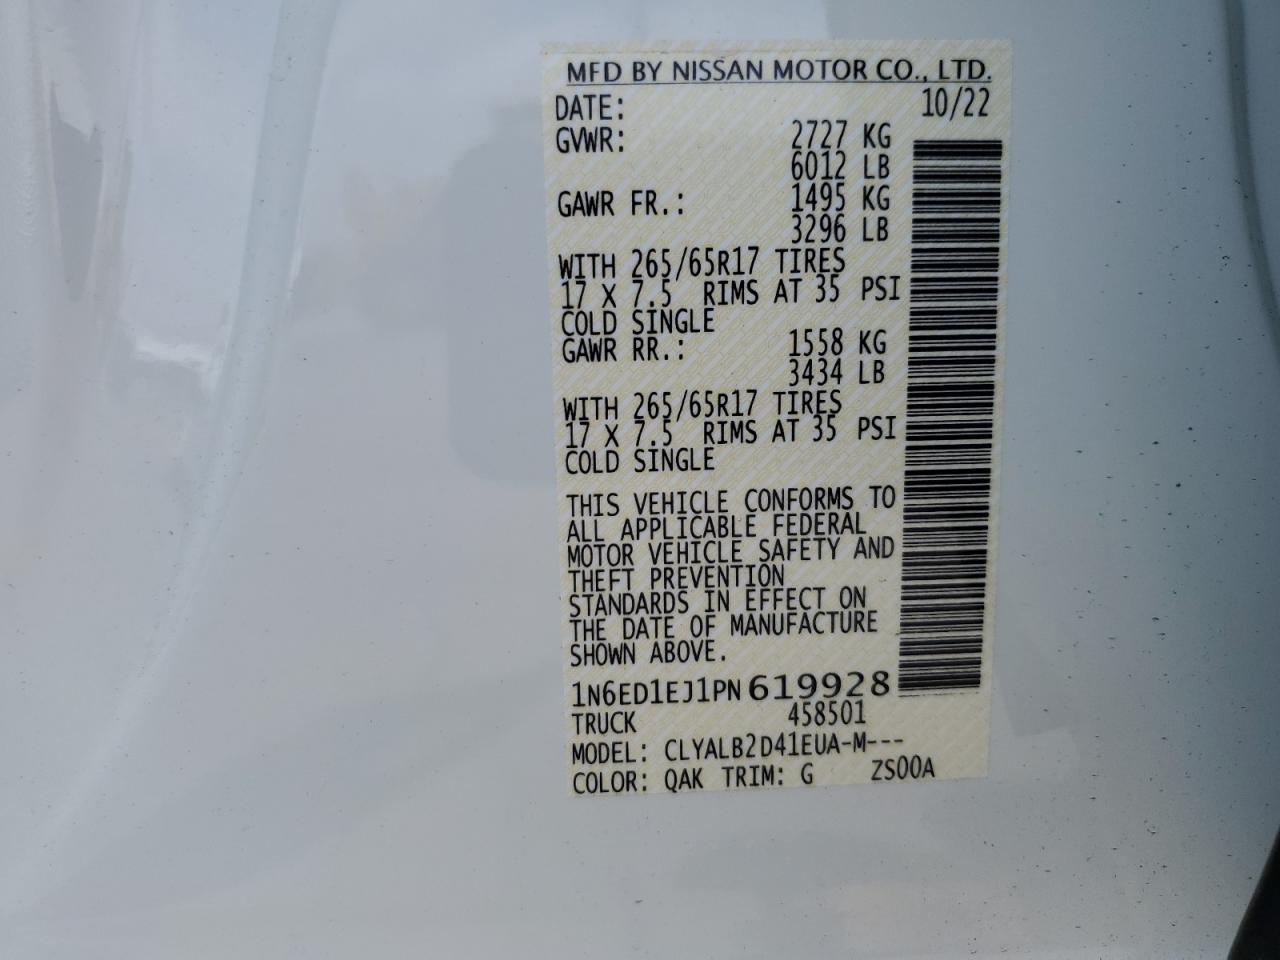 MFD BY NISSAN MOTOR CO., LTD.
DATE: 10/22
GVWR: 2727 KG
6012 LB
GAWR FR.: 1495 KG
3296 LB
WITH 265/65R17 TIRES
17 X 7.5 RIMS AT 35 PSI
COLD SINGLE
GAWR RR.: 1558 KG
3434 LB
WITH 265/65R17 TIRES
17 X 7.5 RIMS AT 35 PSI
COLD SINGLE
THIS VEHICLE CONFORMS TO
ALL APPLICABLE FEDERAL
MOTOR VEHICLE SAFETY AND
THEFT PREVENTION
STANDARDS IN EFFECT ON
THE DATE OF MANUFACTURE
SHOWN ABOVE.
1N6ED1EJ1PN619928
TRUCK 458501
MODEL: CLYALB2D41EUA-M---
COLOR: QAK TRIM: G ZS00A